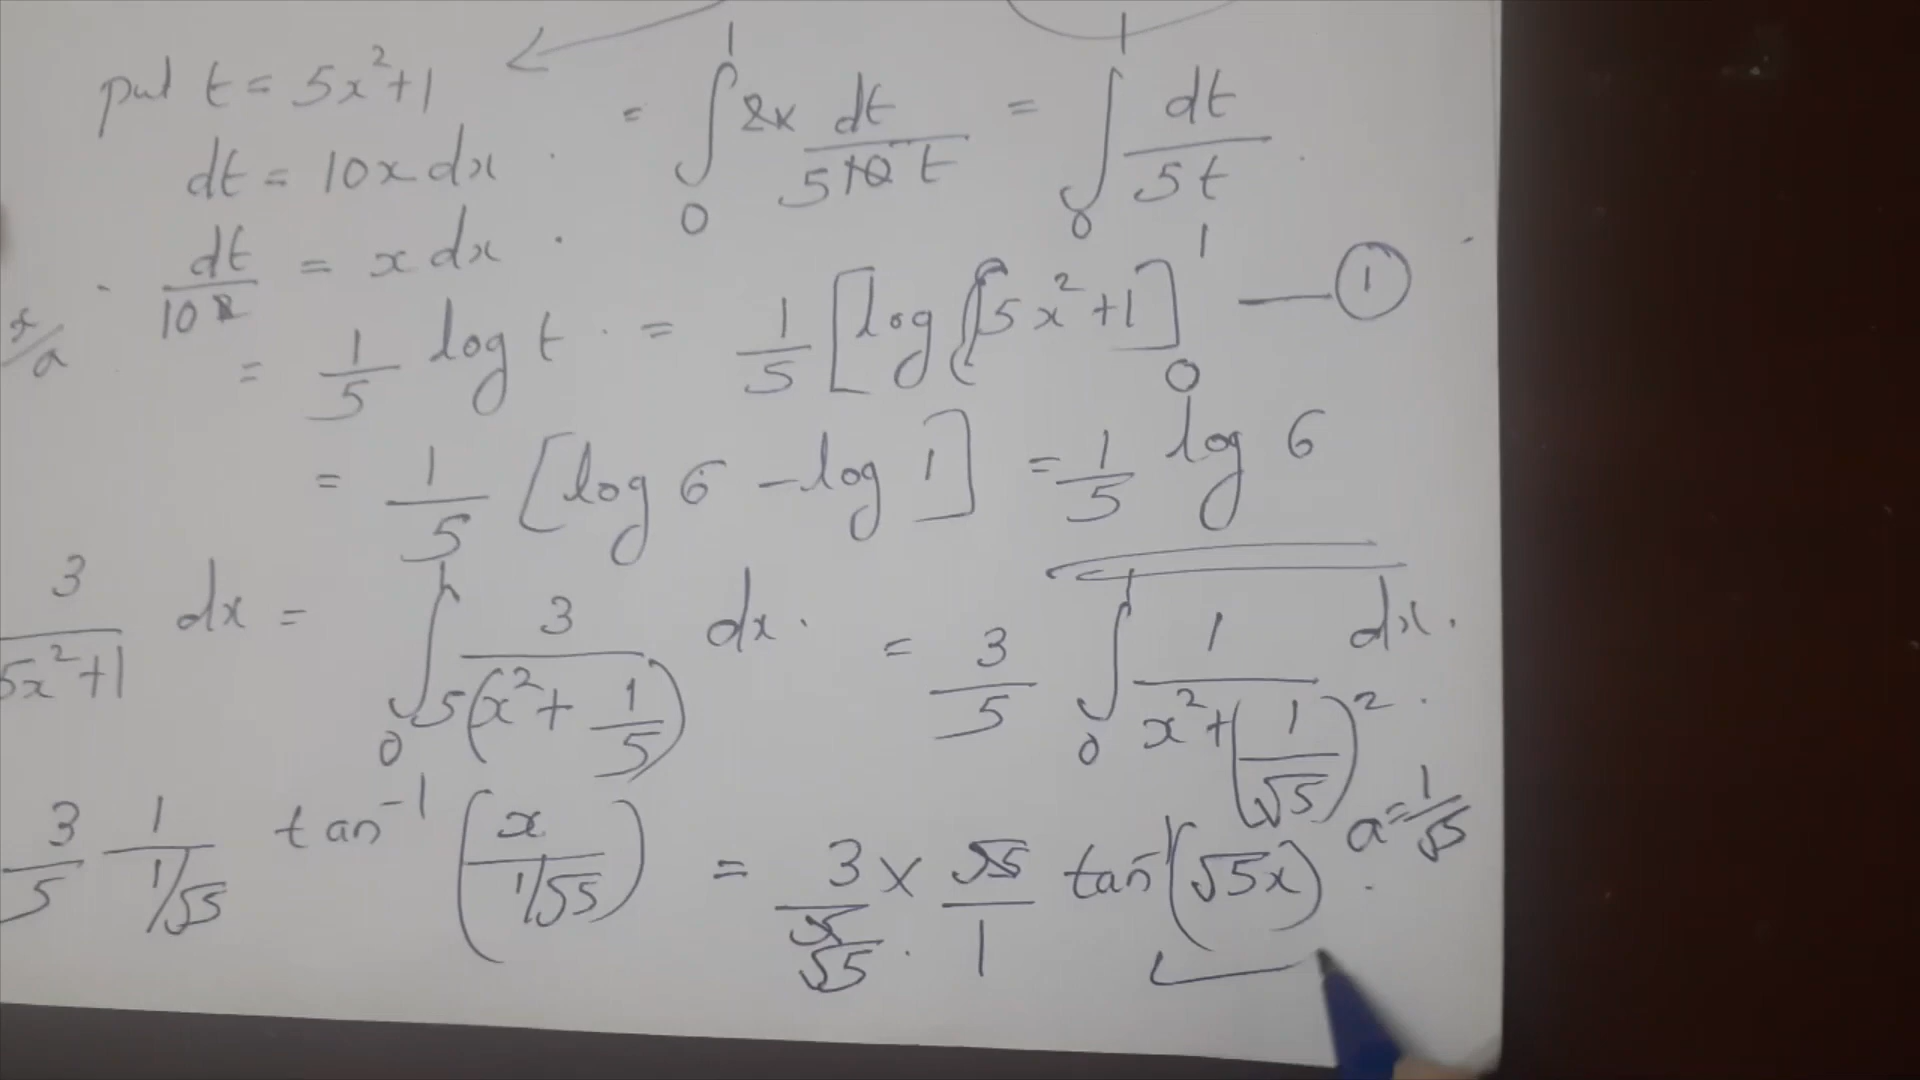 put t = 5x²+1 = ∫₀¹ 2x dt/5 10 t = ∫₀¹ dt/5t
dt = 10x dx
dt/10 = x dx
x/a
= 1/5 log t = 1/5 [log (5x²+1]₀¹ — ①
= 1/5 [log 6 - log 1] = 1/5 log 6
3/5x²+1 dx = ∫₀¹ 3/5(x²+1/5) dx = 3/5 ∫₀¹ 1/x²+(1/√5)² dx
a = 1/√5
3/5 1/1/√5 tan⁻¹ (x/1/√5) = 3/√5 × √5/1 tan⁻¹(√5x)